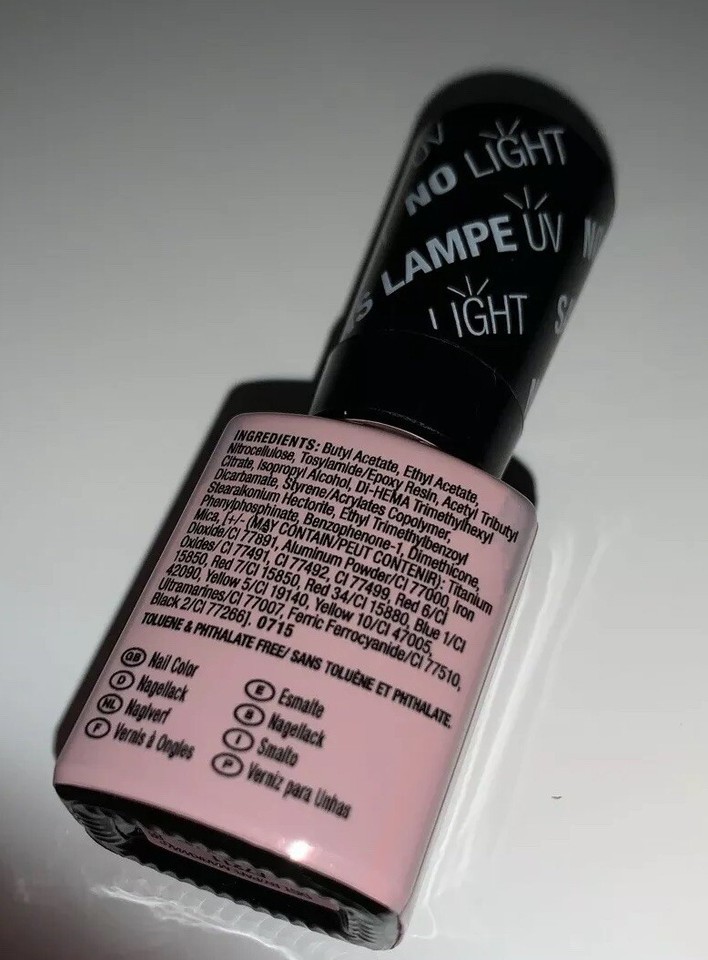 UV
NO LIGHT
LAMPE UV
LIGHT
INGREDIENTS: Butyl Acetate, Ethyl Acetate,
Nitrocellulose, Tosylamide/Epoxy Resin, Acetyl Tributyl
Citrate, Isopropyl Alcohol, Di-HEMA Trimethylhexyl
Dicarbamate, Styrene/Acrylates Copolymer,
Stearalkonium Hectorite, Ethyl Trimethylbenzoyl
Phenylphosphinate, Benzophenone-1, Dimethicone,
Mica, [+/- (MAY CONTAIN/PEUT CONTENIR): Titanium
Dioxide/CI 77891, Aluminum Powder/CI 77000, Iron
Oxides/CI 77491, CI 77492, CI 77499, Red 6/CI
15850, Red 7/CI 15850, Red 34/CI 15880, Blue 1/CI
42090, Yellow 5/CI 19140, Yellow 10/CI 47005,
Ultramarines/CI 77007, Ferric Ferrocyanide/CI 77510,
Black 2/CI 77266]. 0715
TOLUENE & PHTHALATE FREE/ SANS TOLUÈNE ET PHTHALATE.
GB Nail Color
D Nagellack
NL Naglverf
F Vernis à Ongles
E Esmalte
S Nagellack
I Smalto
P Verniz para Unhas